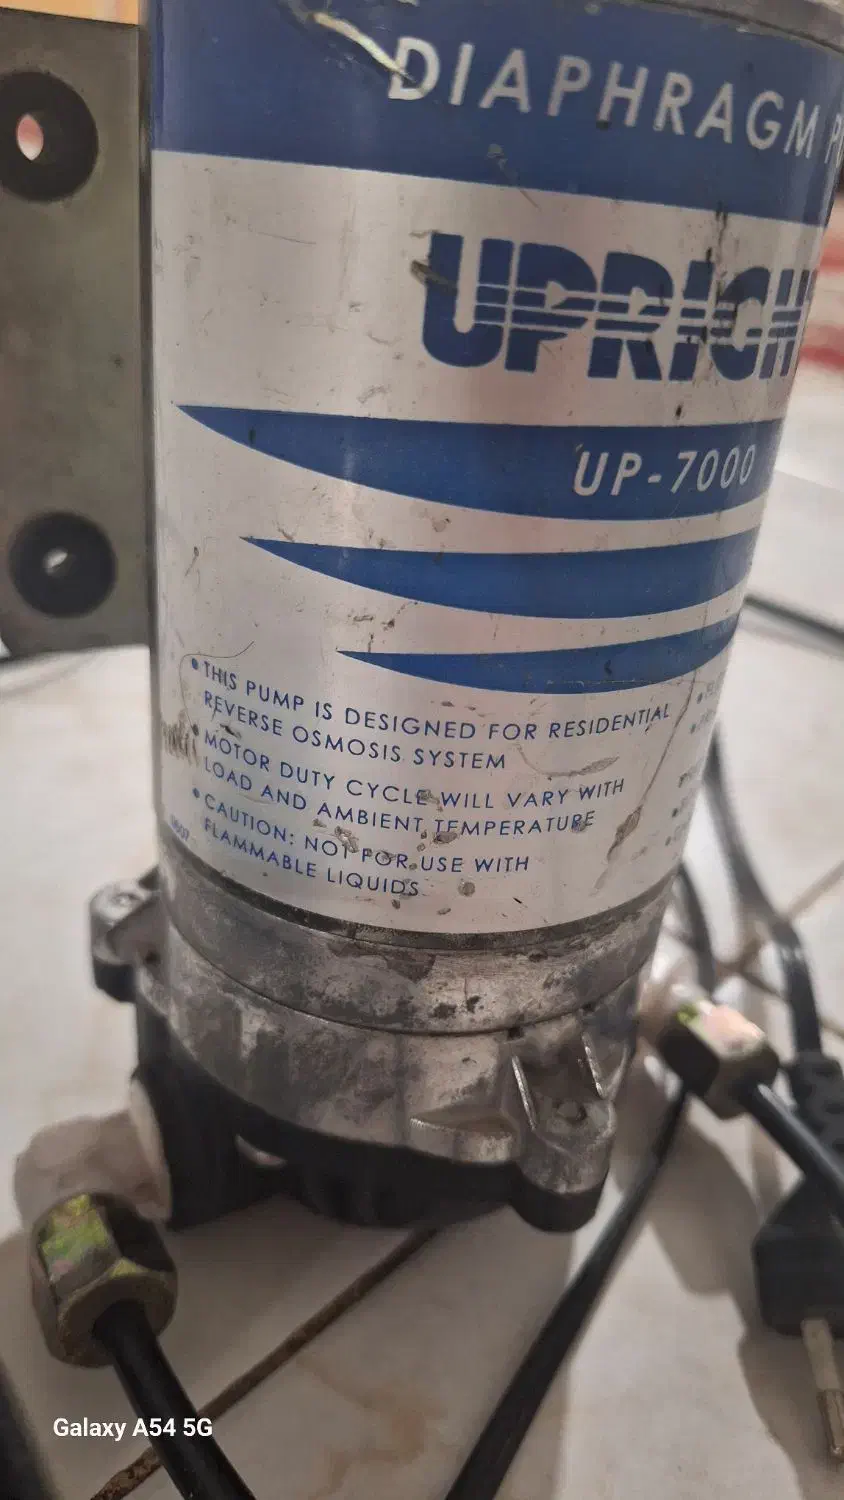 DIAPHRAGM
UPRIGH
UP-7000
• THIS PUMP IS DESIGNED FOR RESIDENTIAL
REVERSE OSMOSIS SYSTEM
• MOTOR DUTY CYCLE WILL VARY WITH
LOAD AND AMBIENT TEMPERATURE
• CAUTION: NOT FOR USE WITH
FLAMMABLE LIQUIDS
Galaxy A54 5G